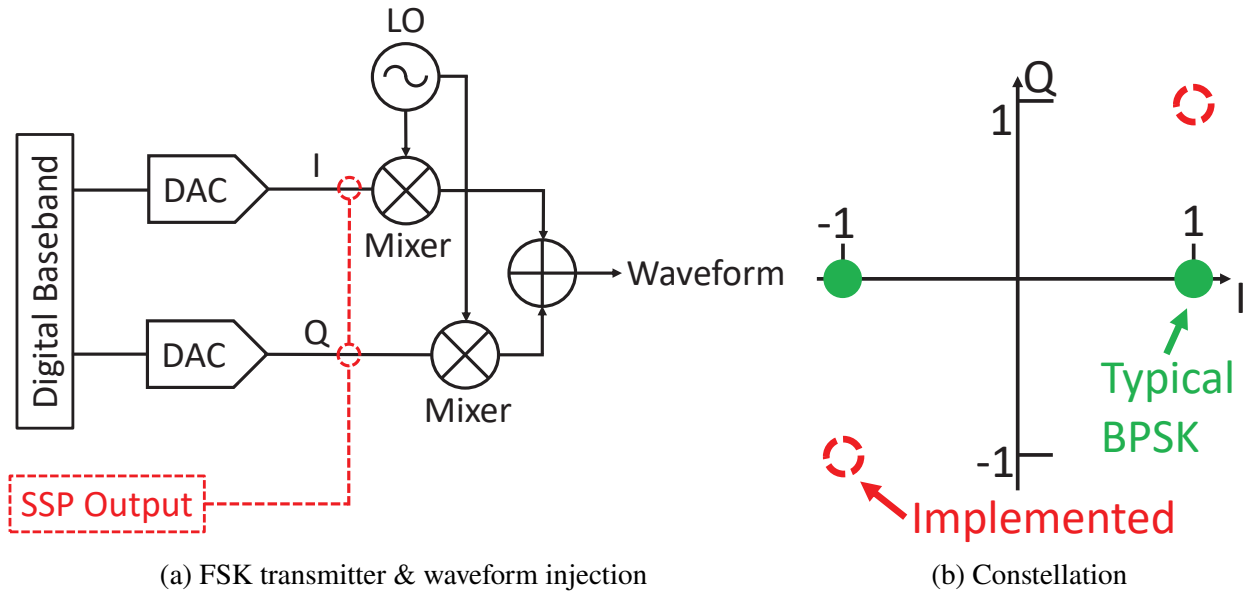 LO
Digital Baseband
DAC
I
Mixer
DAC
Q
Mixer
Waveform
SSP Output
(a) FSK transmitter & waveform injection
Q
1
-1
1
I
-1
Typical
BPSK
Implemented
(b) Constellation